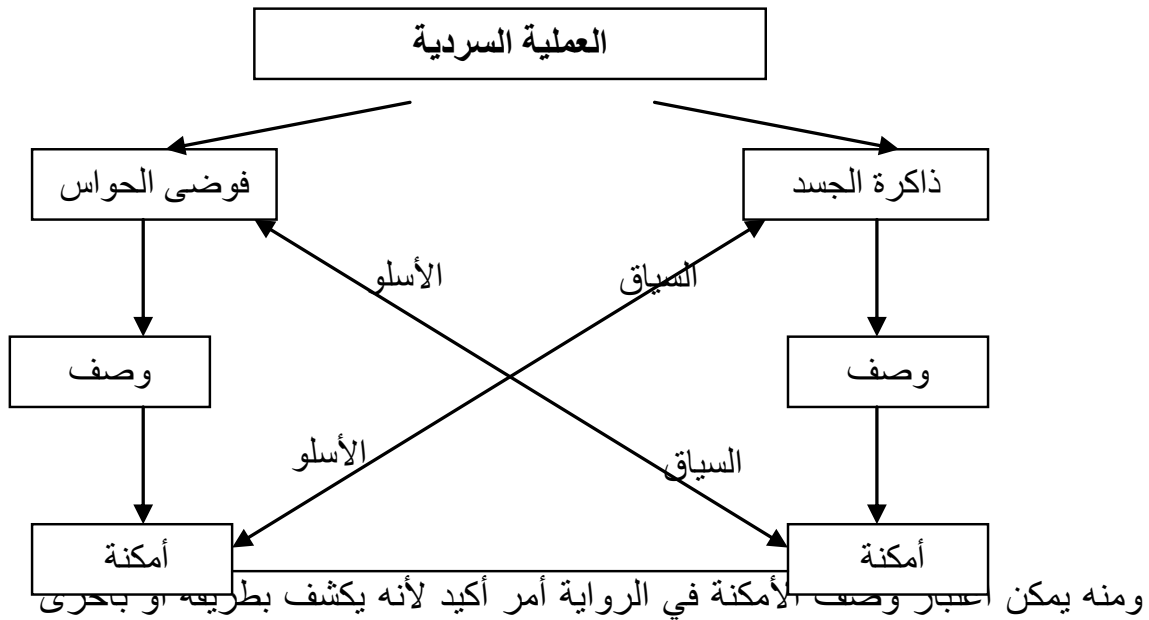 العملية السردية
ذاكرة الجسد
فوضى الحواس
السياق
الأسلو
وصف
وصف
السياق
الأسلو
أمكنة
أمكنة
ومنه يمكن اعتبار وصف الأمكنة في الرواية أمر أكيد لأنه يكشف بطريقة أو بأخرى